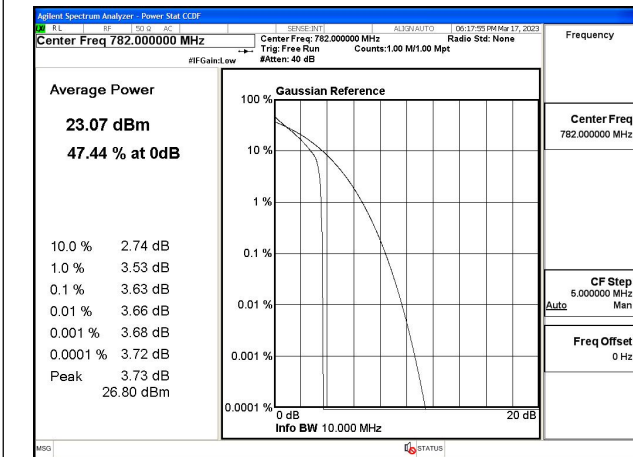 Agilent Spectrum Analyzer - Power Stat CCDF
LXI RL RF 50 Ω AC SENSE:INT ALIGNAUTO 06:17:55 PM Mar 17, 2023
Center Freq 782.000000 MHz
Center Freq: 782.000000 MHz Radio Std: None
Trig: Free Run Counts:1.00 M/1.00 Mpt
#IFGain:Low #Atten: 40 dB
Frequency
Average Power
23.07 dBm
47.44 % at 0dB
10.0 % 2.74 dB
1.0 % 3.53 dB
0.1 % 3.63 dB
0.01 % 3.66 dB
0.001 % 3.68 dB
0.0001 % 3.72 dB
Peak 3.73 dB
26.80 dBm
Gaussian Reference
100 %
10 %
1 %
0.1 %
0.01 %
0.001 %
0.0001 %
0 dB 20 dB
Info BW 10.000 MHz
Center Freq
782.000000 MHz
CF Step
5.000000 MHz
Auto Man
Freq Offset
0 Hz
MSG STATUS